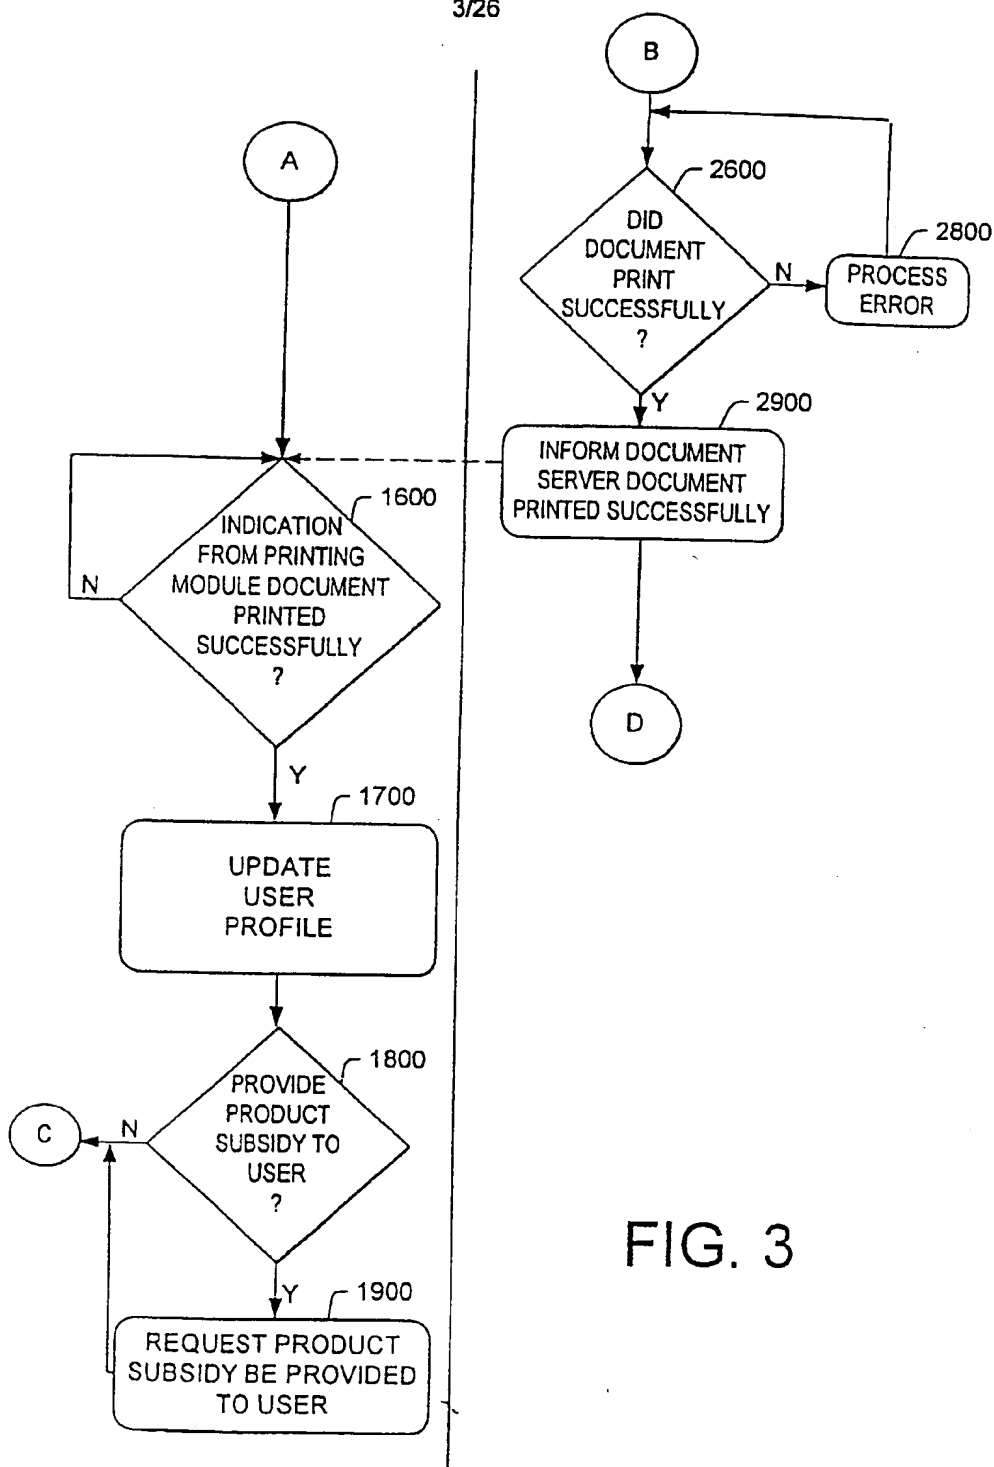 3/26
A
1600
INDICATION
FROM PRINTING
MODULE DOCUMENT
PRINTED
SUCCESSFULLY
?
N
Y
1700
UPDATE
USER
PROFILE
1800
PROVIDE
PRODUCT
SUBSIDY TO
USER
?
N
C
Y
1900
REQUEST PRODUCT
SUBSIDY BE PROVIDED
TO USER
B
2600
DID
DOCUMENT
PRINT
SUCCESSFULLY
?
N
2800
PROCESS
ERROR
Y
2900
INFORM DOCUMENT
SERVER DOCUMENT
PRINTED SUCCESSFULLY
D
FIG. 3